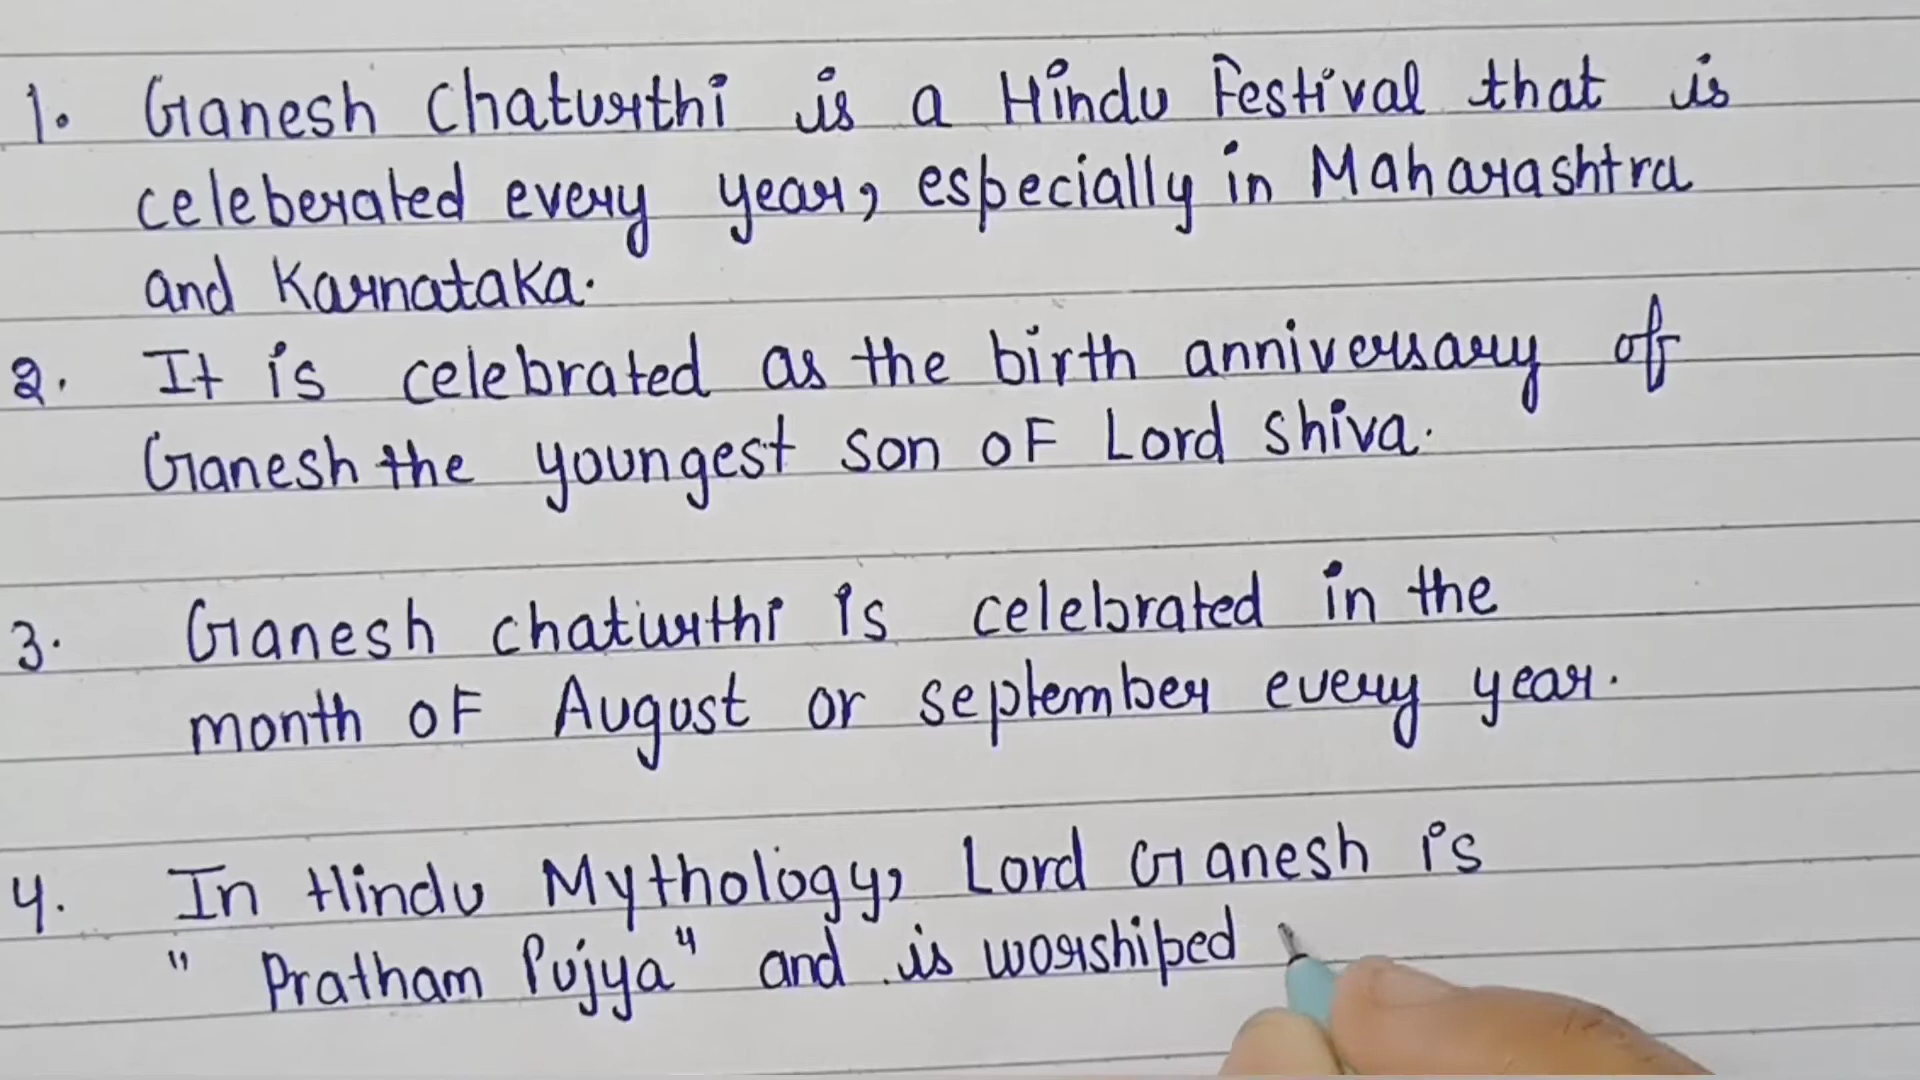 1. Ganesh Chaturthi is a Hindu Festival that is
celeberated every year, especially in Maharashtra
and Karnataka.
2. It is celebrated as the birth anniversary of
Ganesh the youngest son of Lord Shiva.
3. Ganesh chaturthi is celebrated in the
month of August or september every year.
4. In Hindu Mythology, Lord Ganesh is
"Pratham Pujya" and is worshiped